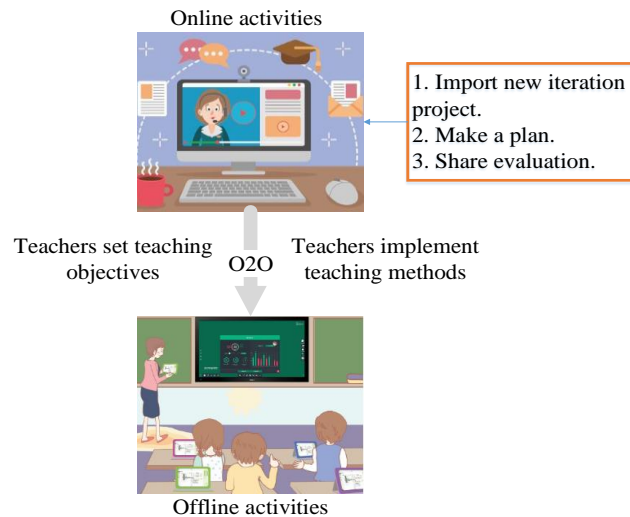 Online activities
1. Import new iteration
project.
2. Make a plan.
3. Share evaluation.
Teachers set teaching
objectives
O2O
Teachers implement
teaching methods
Offline activities